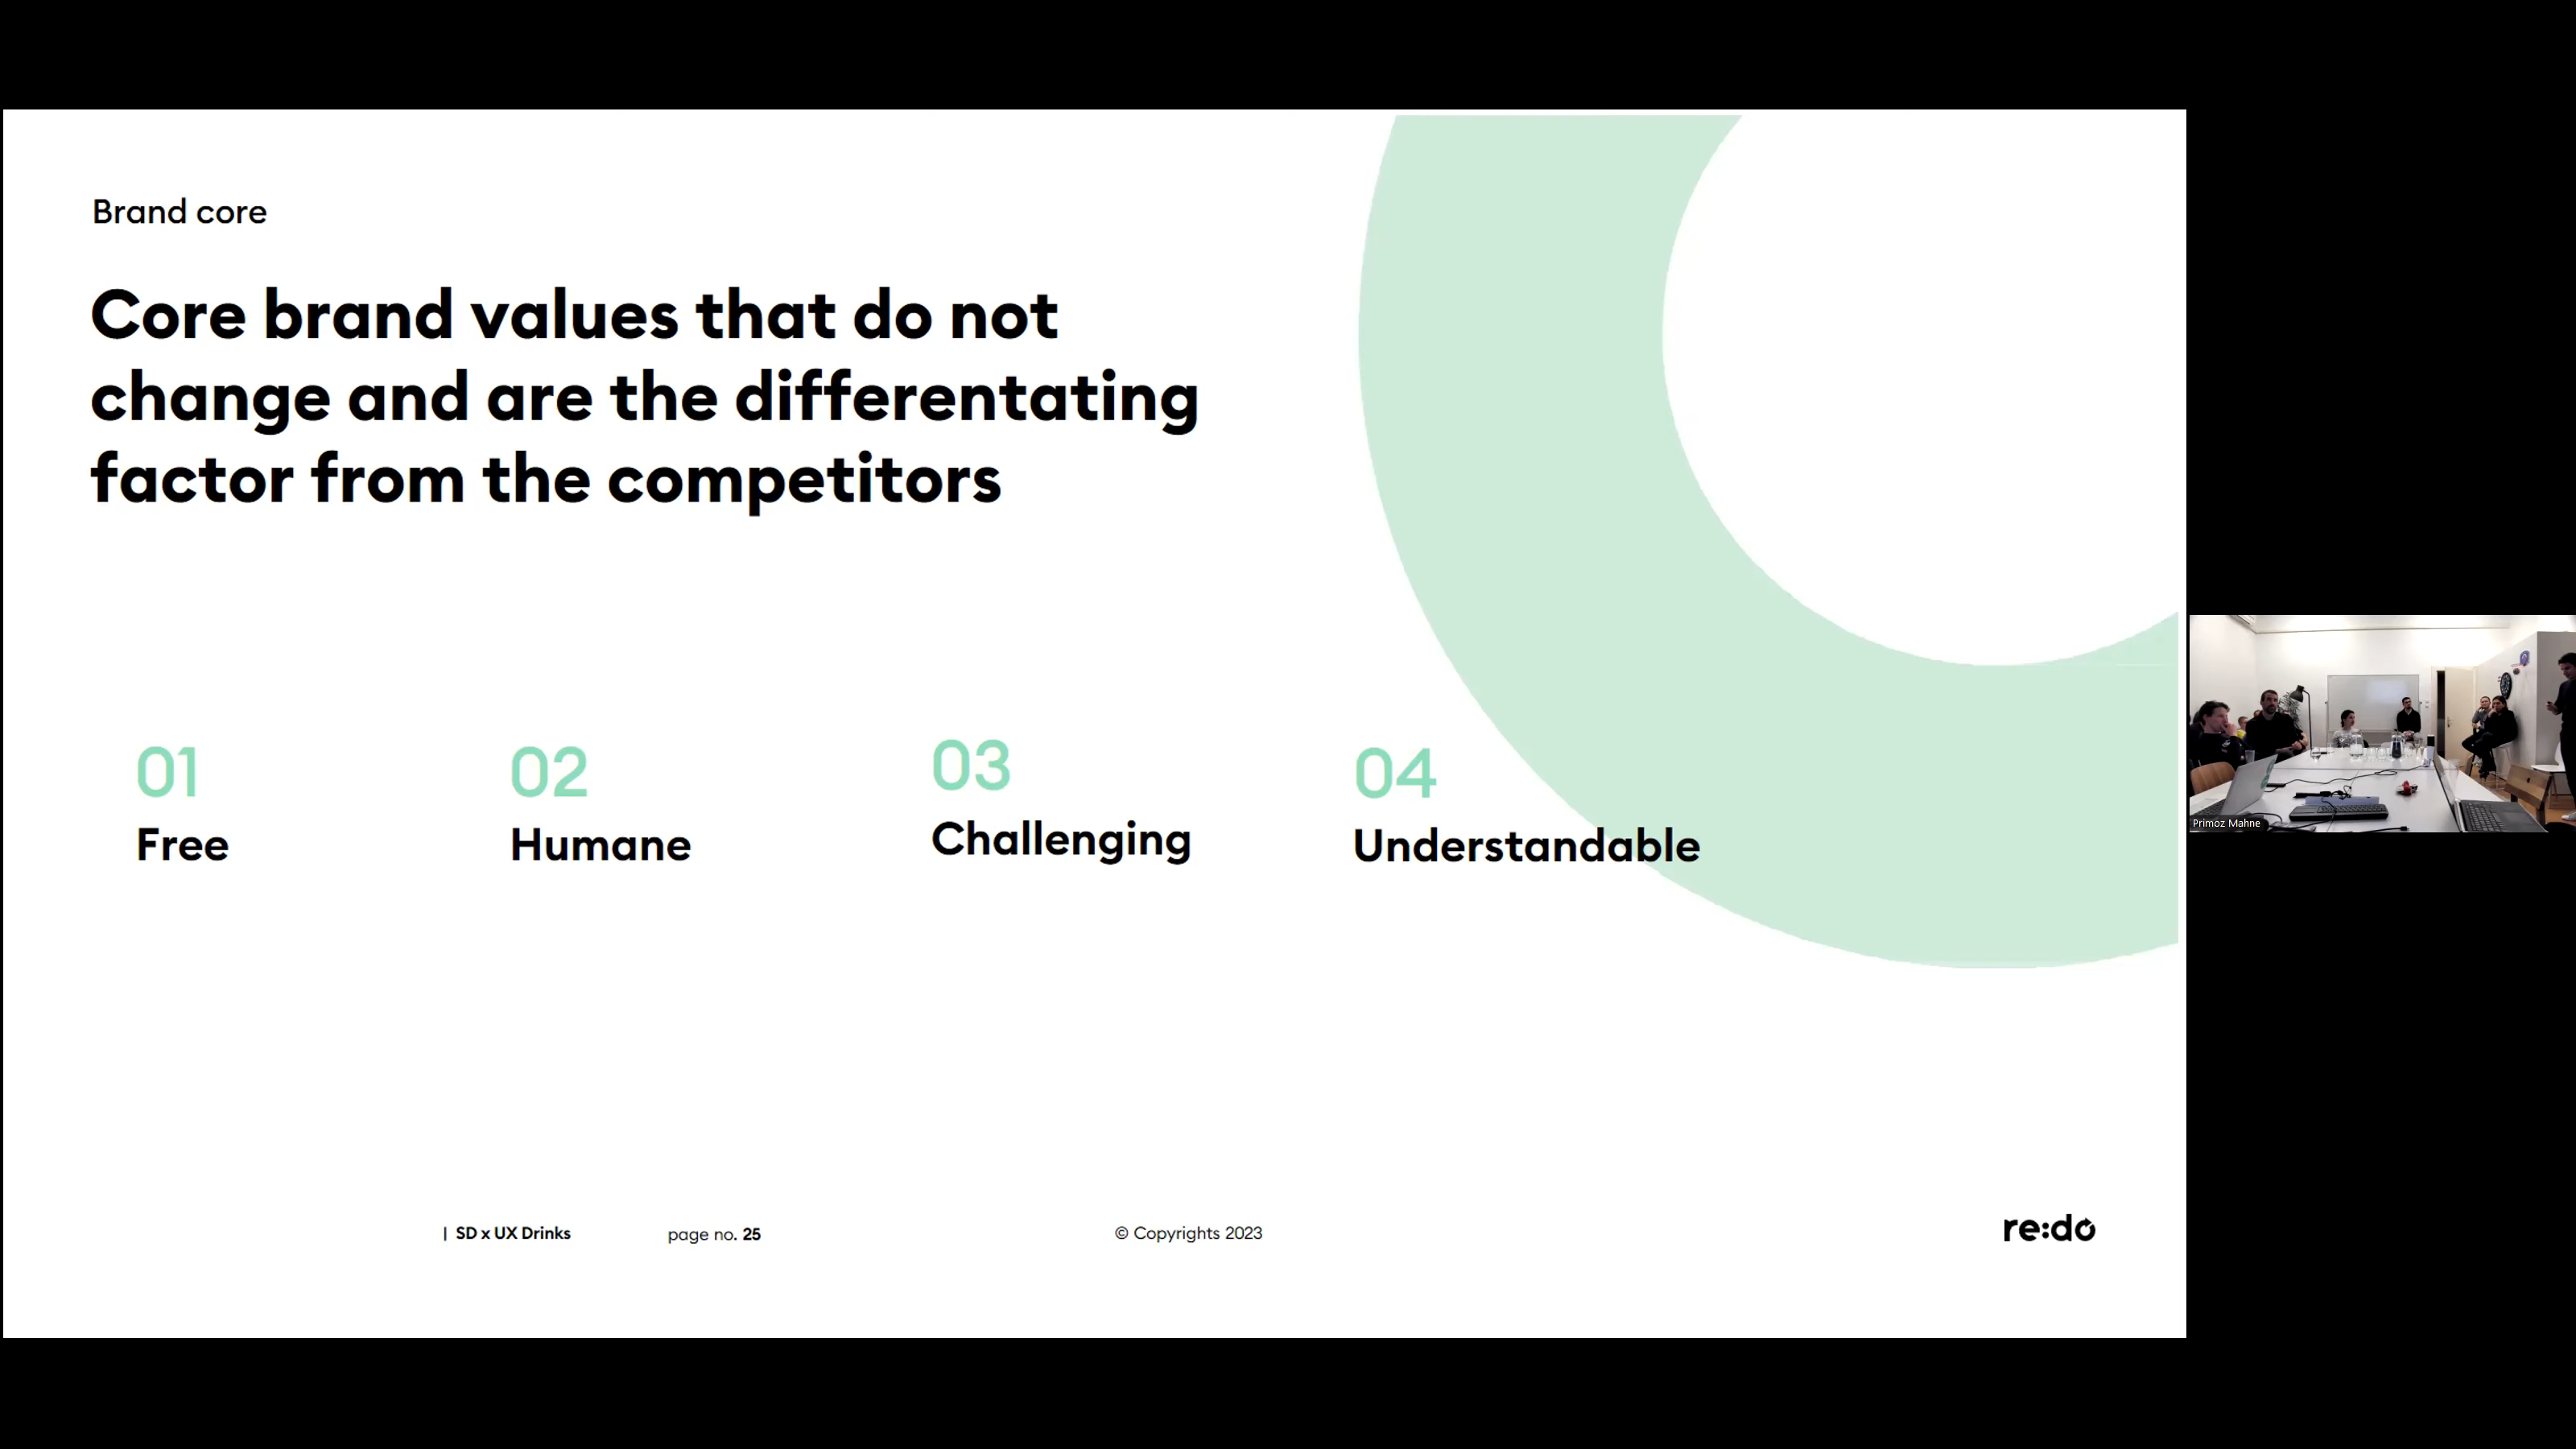 Brand core
Core brand values that do not
change and are the differentating
factor from the competitors
01
Free
02
Humane
03
Challenging
04
Understandable
| SD x UX Drinks
page no. 25
© Copyrights 2023
re:do
Primož Mahne